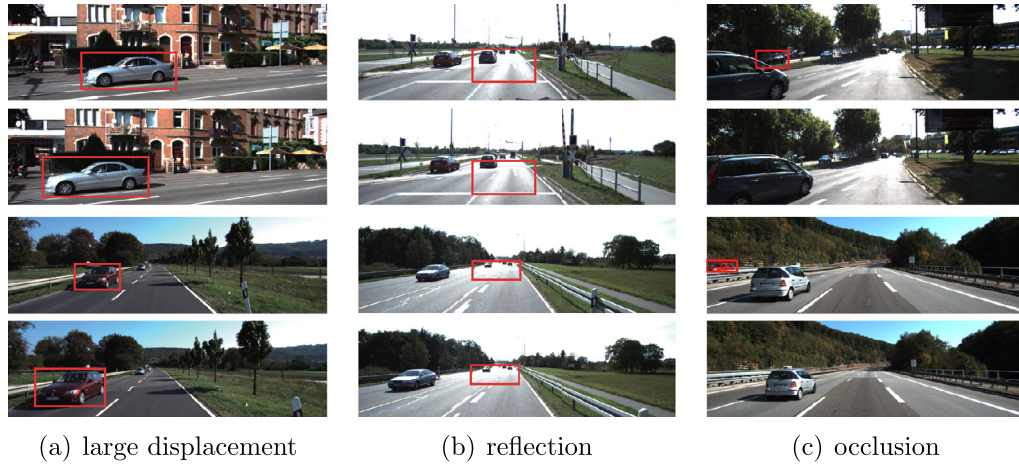 (a) large displacement
(b) reflection
(c) occlusion